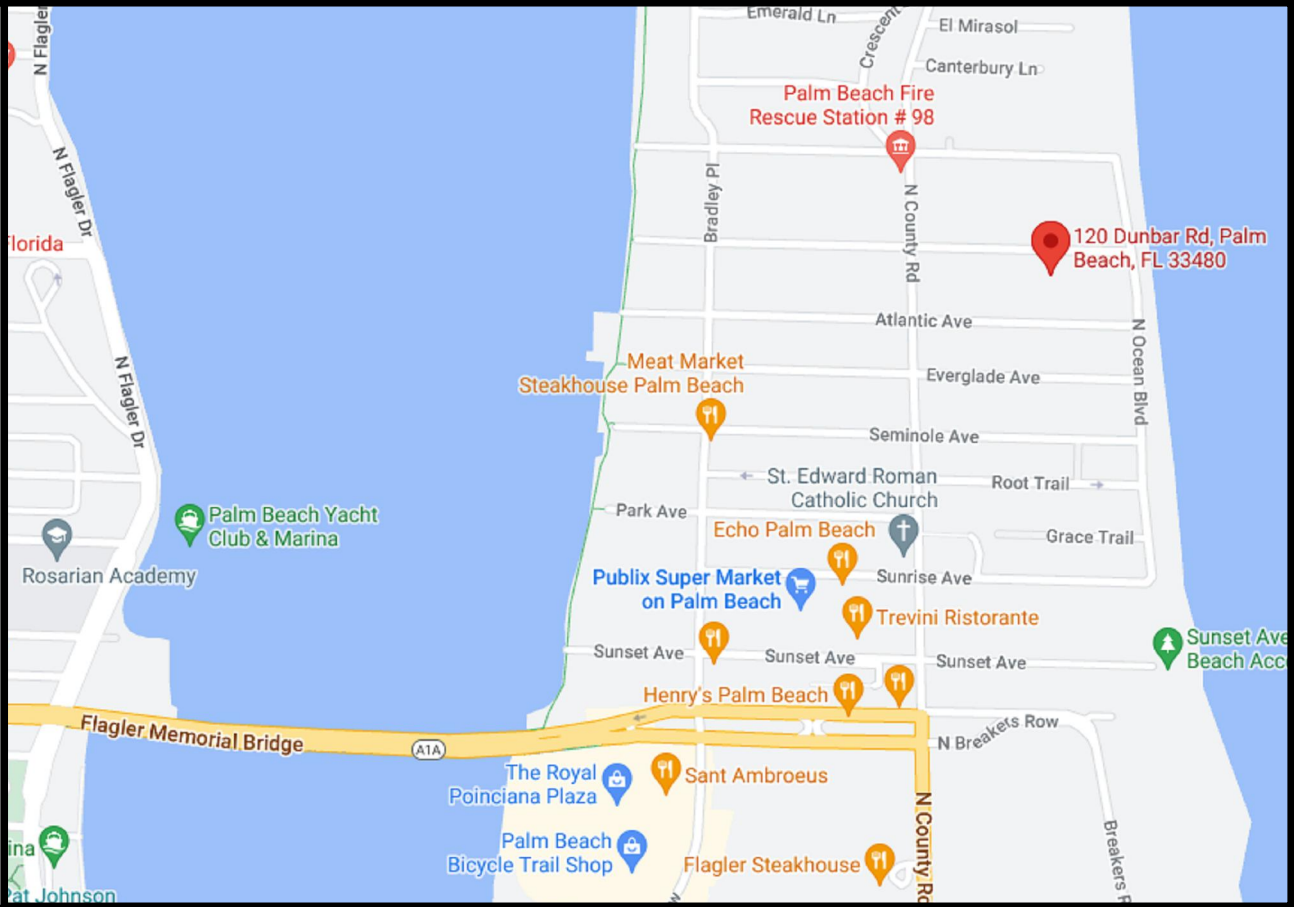 N Flagler
Emerald Ln
Crescent
El Mirasol
Canterbury Ln
Palm Beach Fire
Rescue Station # 98
N Flagler Dr
Bradley Pl
N County Rd
120 Dunbar Rd, Palm
Beach, FL 33480
Florida
Atlantic Ave
N Ocean Blvd
N Flagler Dr
Meat Market
Steakhouse Palm Beach
Everglade Ave
Seminole Ave
St. Edward Roman
Catholic Church
Root Trail
Park Ave
Palm Beach Yacht
Club & Marina
Echo Palm Beach
Grace Trail
Rosarian Academy
Publix Super Market
on Palm Beach
Sunrise Ave
Trevini Ristorante
Sunset Ave
Sunset Ave
Sunset Ave
Sunset Ave
Beach Acc
Henry's Palm Beach
Flagler Memorial Bridge
A1A
N Breakers Row
The Royal
Poinciana Plaza
Sant Ambroeus
N County Rd
Palm Beach
Bicycle Trail Shop
Flagler Steakhouse
Breakers R
ina
Pat Johnson